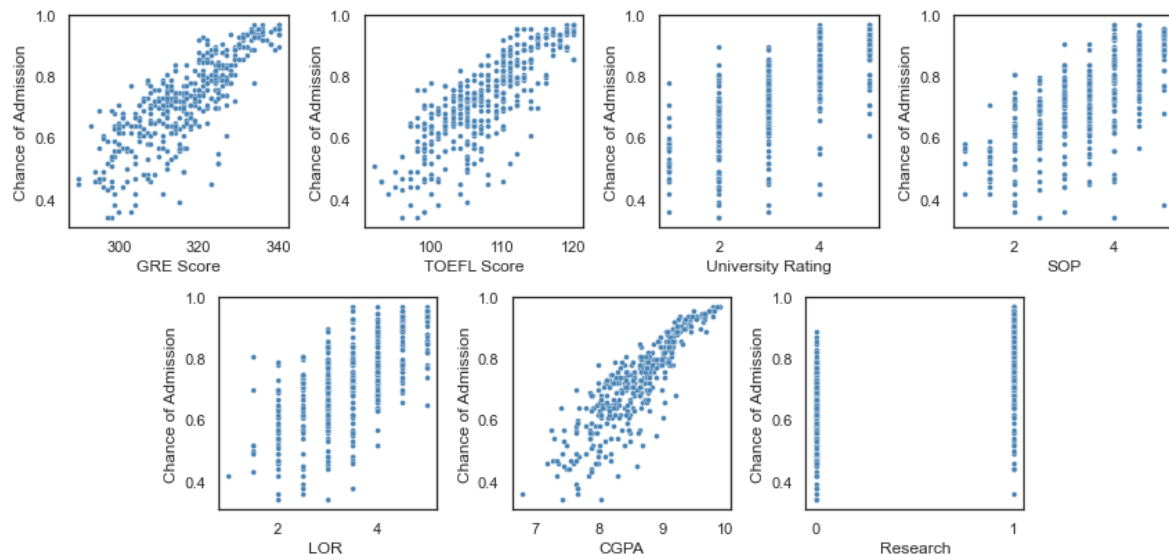 1.0
0.8
0.6
0.4
Chance of Admission
300 320 340
GRE Score
1.0
0.8
0.6
0.4
Chance of Admission
100 110 120
TOEFL Score
1.0
0.8
0.6
0.4
Chance of Admission
2 4
University Rating
1.0
0.8
0.6
0.4
Chance of Admission
2 4
SOP
1.0
0.8
0.6
0.4
Chance of Admission
2 4
LOR
1.0
0.8
0.6
0.4
Chance of Admission
7 8 9 10
CGPA
1.0
0.8
0.6
0.4
Chance of Admission
0 1
Research